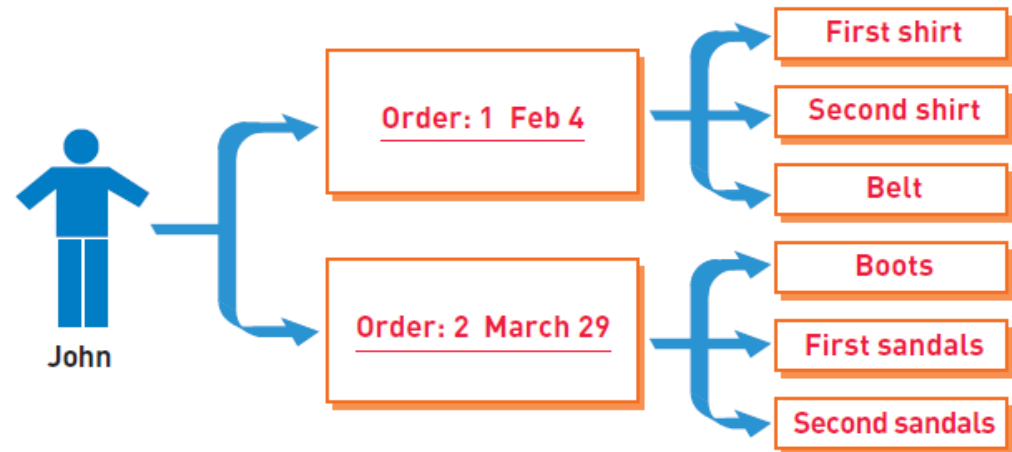 John
Order: 1 Feb 4
First shirt
Second shirt
Belt
Order: 2 March 29
Boots
First sandals
Second sandals